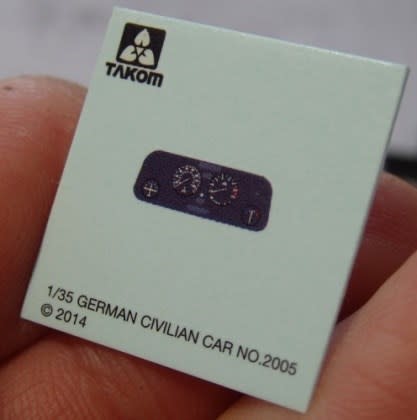 TAKOM
1/35 GERMAN CIVILIAN CAR NO.2005
© 2014